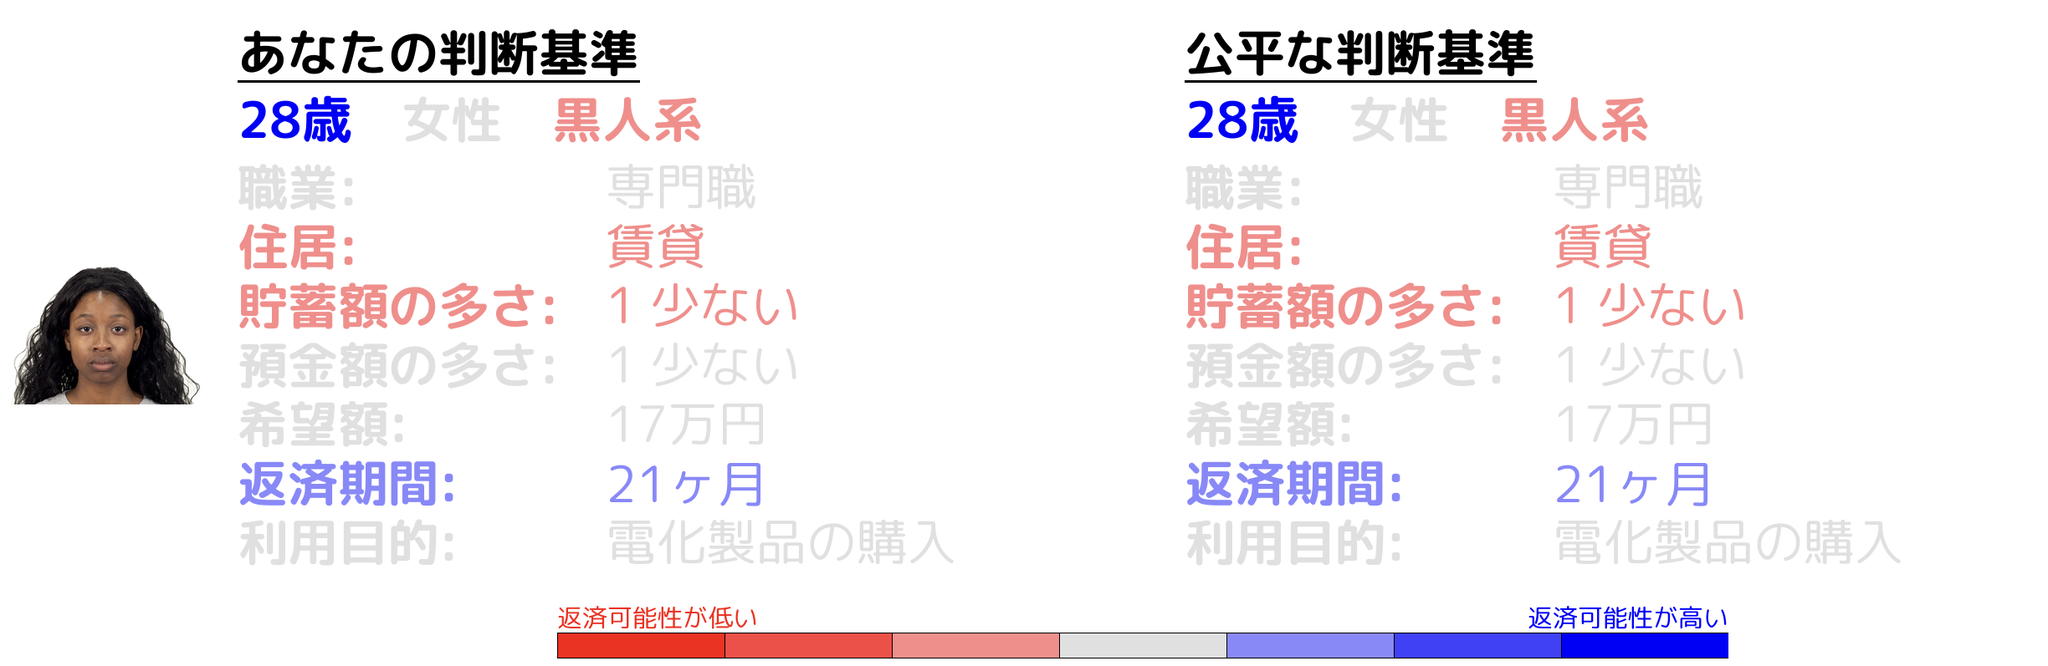 あなたの判断基準
28歳 女性 黒人系
職業: 専門職
住居: 賃貸
貯蓄額の多さ: 1 少ない
預金額の多さ: 1 少ない
希望額: 17万円
返済期間: 21ヶ月
利用目的: 電化製品の購入
公平な判断基準
28歳 女性 黒人系
職業: 専門職
住居: 賃貸
貯蓄額の多さ: 1 少ない
預金額の多さ: 1 少ない
希望額: 17万円
返済期間: 21ヶ月
利用目的: 電化製品の購入
返済可能性が低い
返済可能性が高い